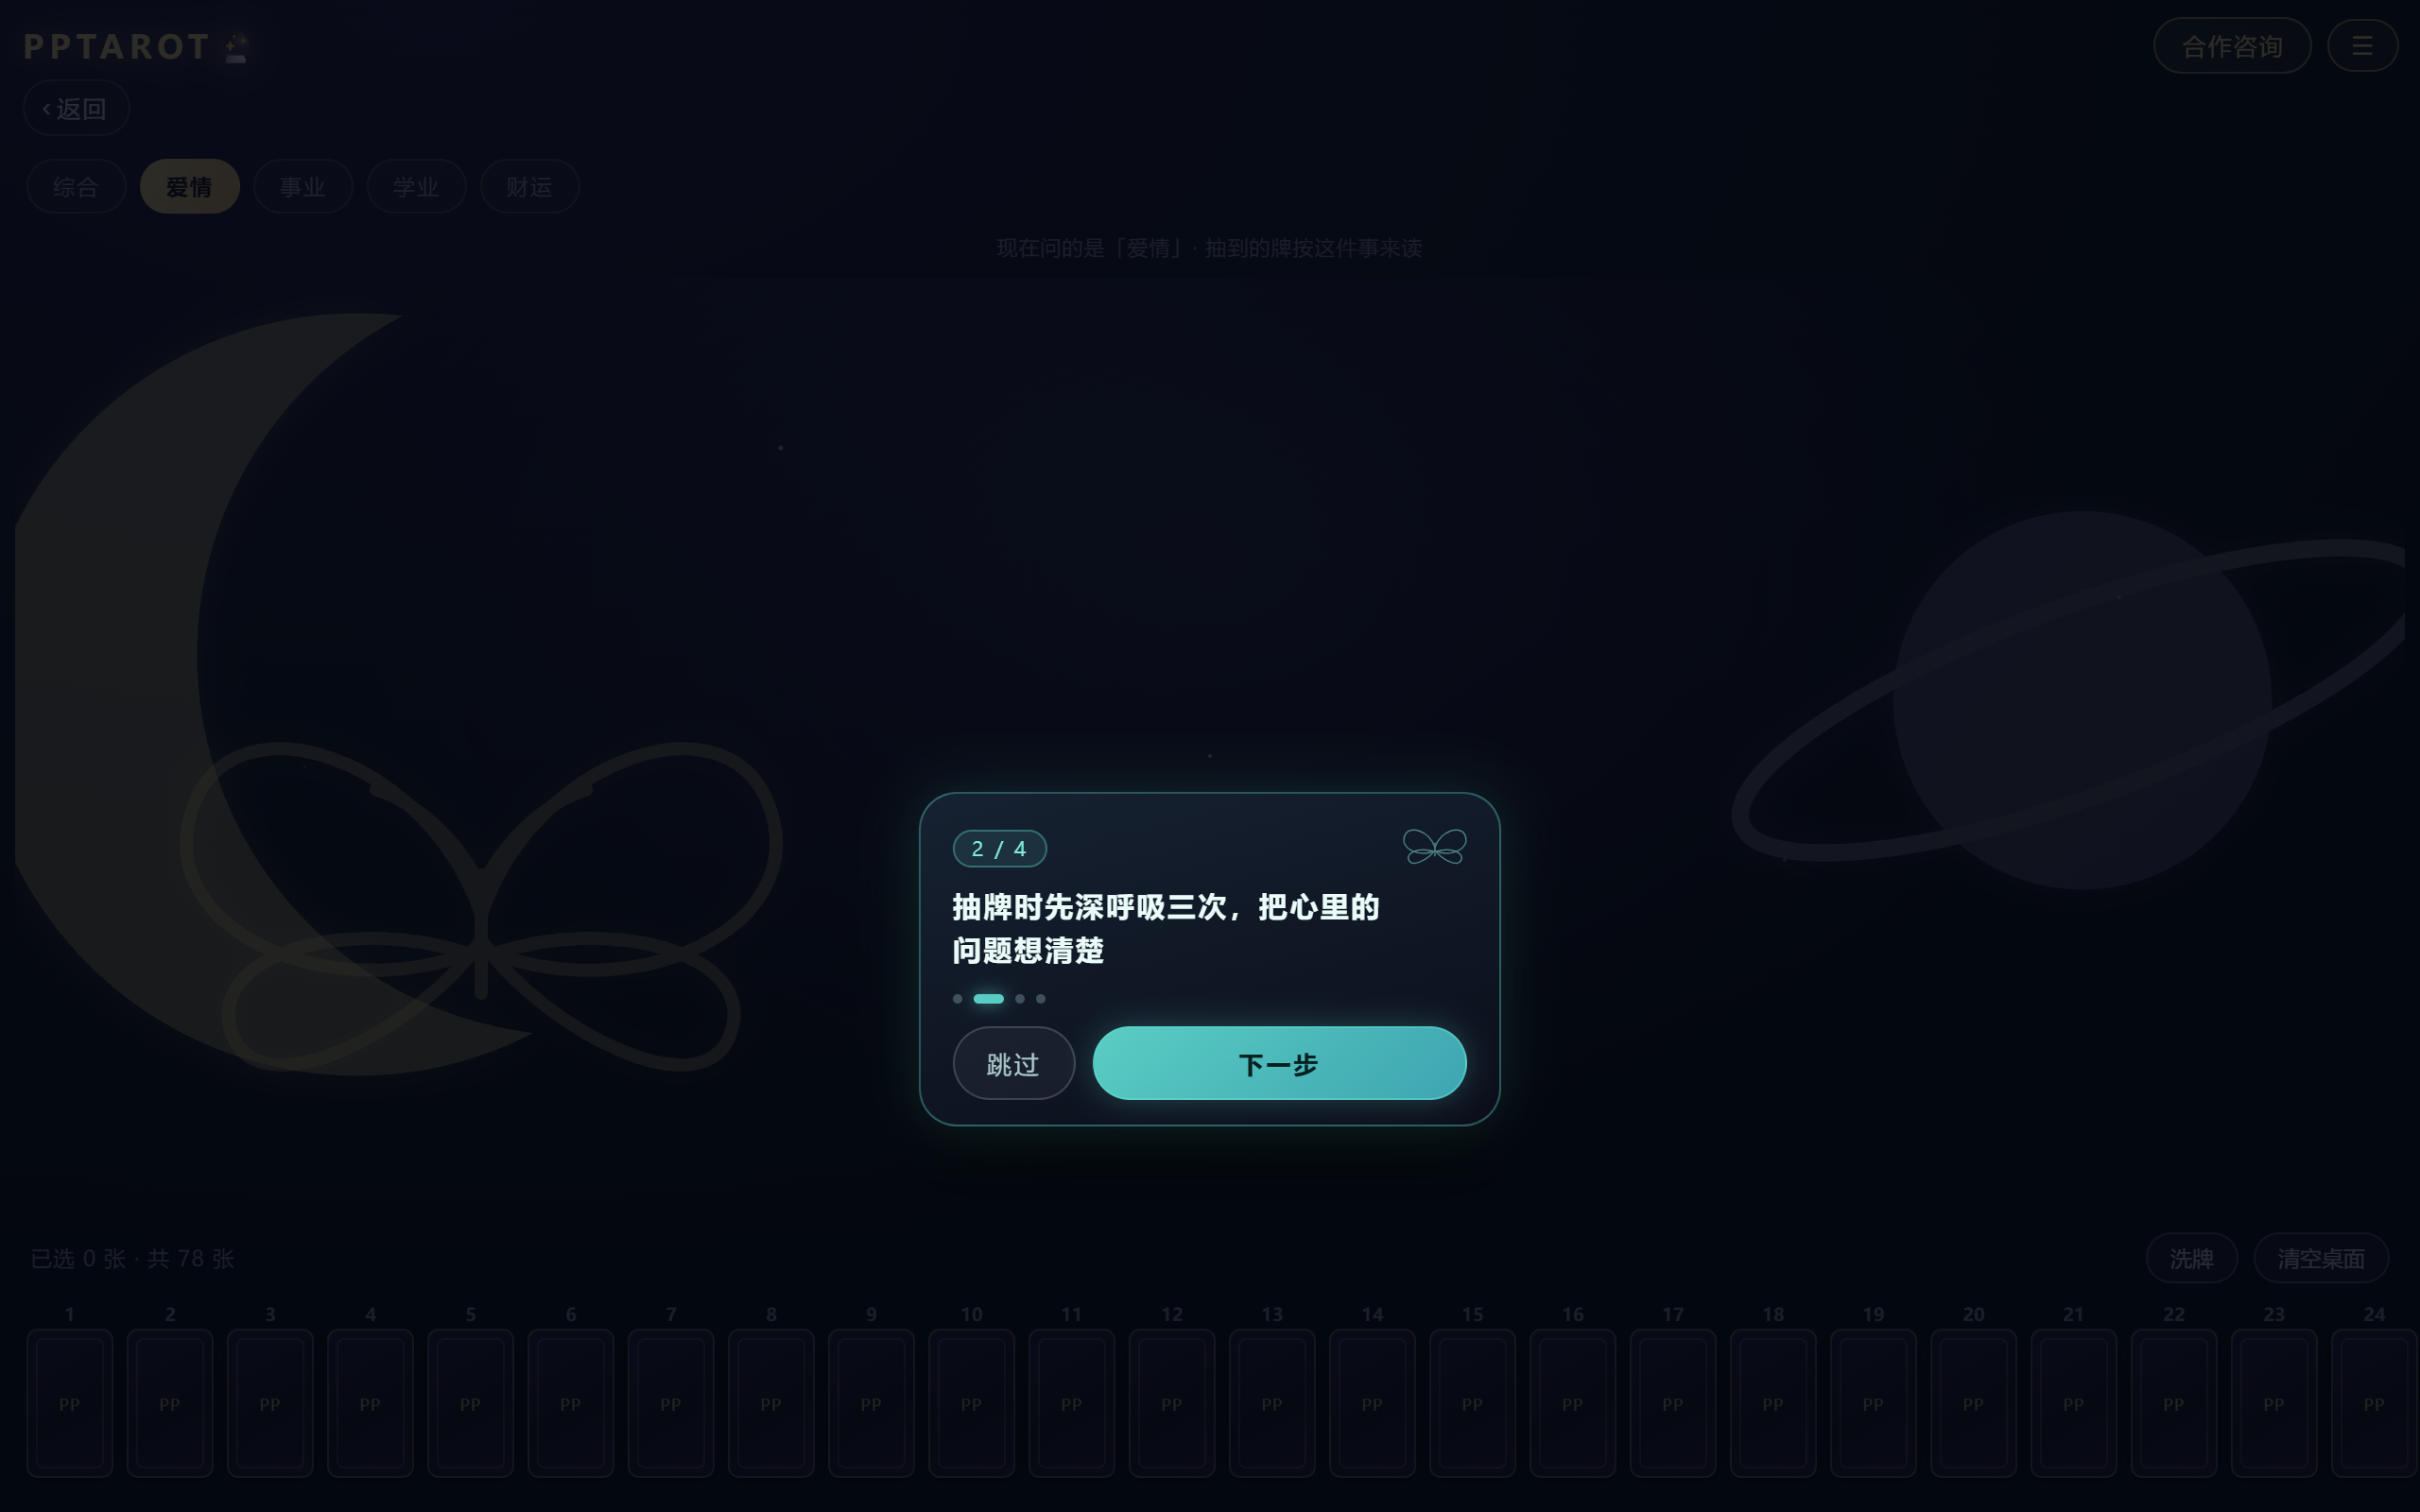 PPTAROT
合作咨询 ☰
‹ 返回
综合 爱情 事业 学业 财运
现在问的是「爱情」· 抽到的牌按这件事来读
2 / 4
抽牌时先深呼吸三次，把心里的
问题想清楚
跳过 下一步
已选 0 张 · 共 78 张 洗牌 清空桌面
1 2 3 4 5 6 7 8 9 10 11 12 13 14 15 16 17 18 19 20 21 22 23 24
PP PP PP PP PP PP PP PP PP PP PP PP PP PP PP PP PP PP PP PP PP PP PP PP